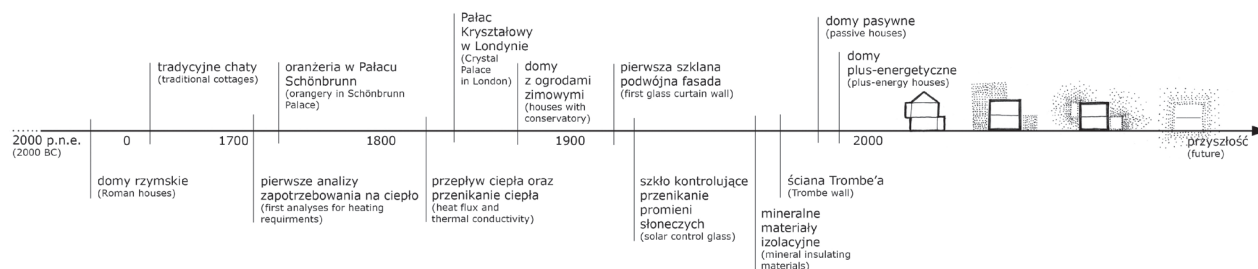 tradycyjne chaty
(traditional cottages)
oranżeria w Pałacu
Schönbrunn
(orangery in Schönbrunn
Palace)
Pałac
Kryształowy
w Londynie
(Crystal
Palace
in London)
domy
z ogrodami
zimowymi
(houses with
conservatory)
pierwsza szklana
podwójna fasada
(first glass curtain wall)
domy pasywne
(passive houses)
domy
plus-energetyczne
(plus-energy houses)
2000 p.n.e.
(2000 BC)
0
1700
1800
1900
2000
przyszłość
(future)
domy rzymskie
(Roman houses)
pierwsze analizy
zapotrzebowania na ciepło
(first analyses for heating
requirments)
przepływ ciepła oraz
przenikanie ciepła
(heat flux and
thermal conductivity)
szkło kontrolujące
przenikanie
promieni
słonecznych
(solar control glass)
mineralne
materiały
izolacyjne
(mineral insulating
materials)
ściana Trombe'a
(Trombe wall)